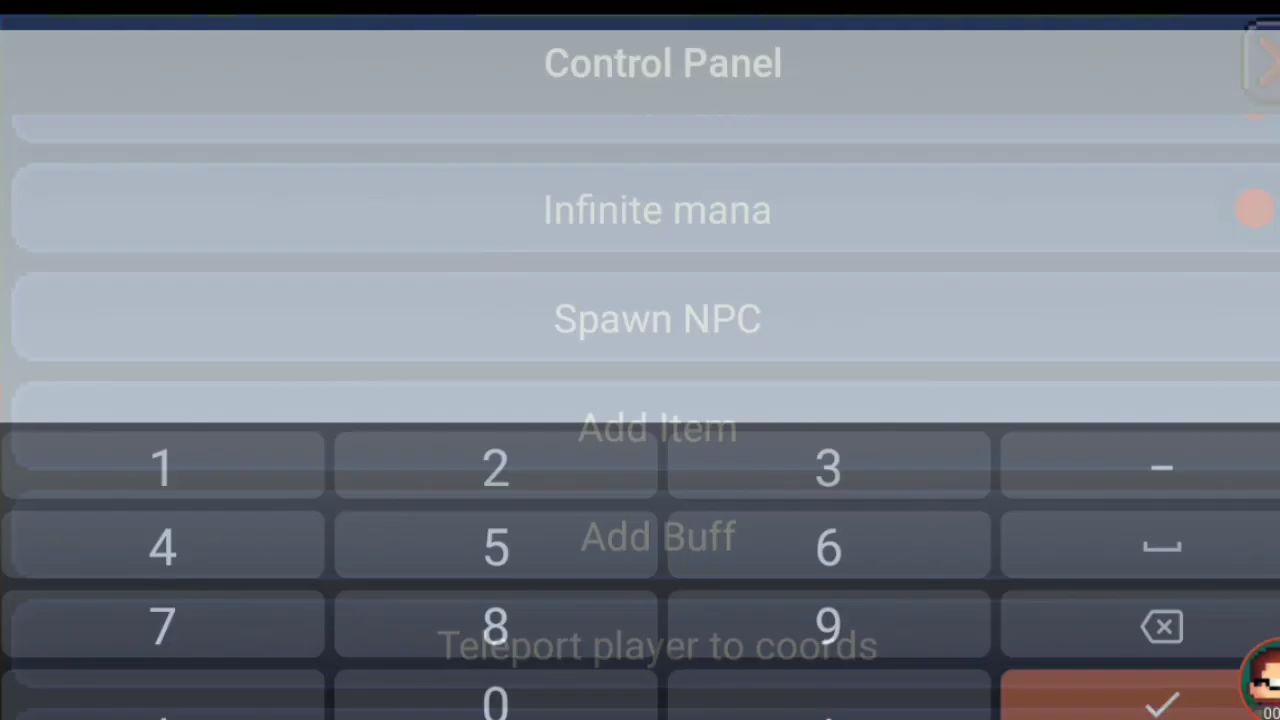 Control Panel
Infinite mana
Spawn NPC
Add Item
1 2 3 -
Add Buff
4 5 6
Teleport player to coords
7 8 9
0
00